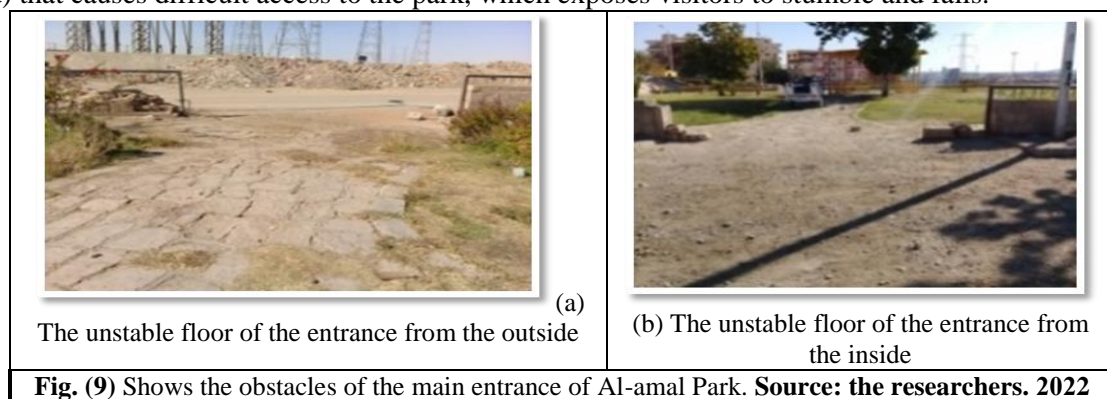 that causes difficult access to the park, which exposes visitors to stumble and falls.
(a)
The unstable floor of the entrance from the outside
(b) The unstable floor of the entrance from
the inside
Fig. (9) Shows the obstacles of the main entrance of Al-amal Park. Source: the researchers. 2022